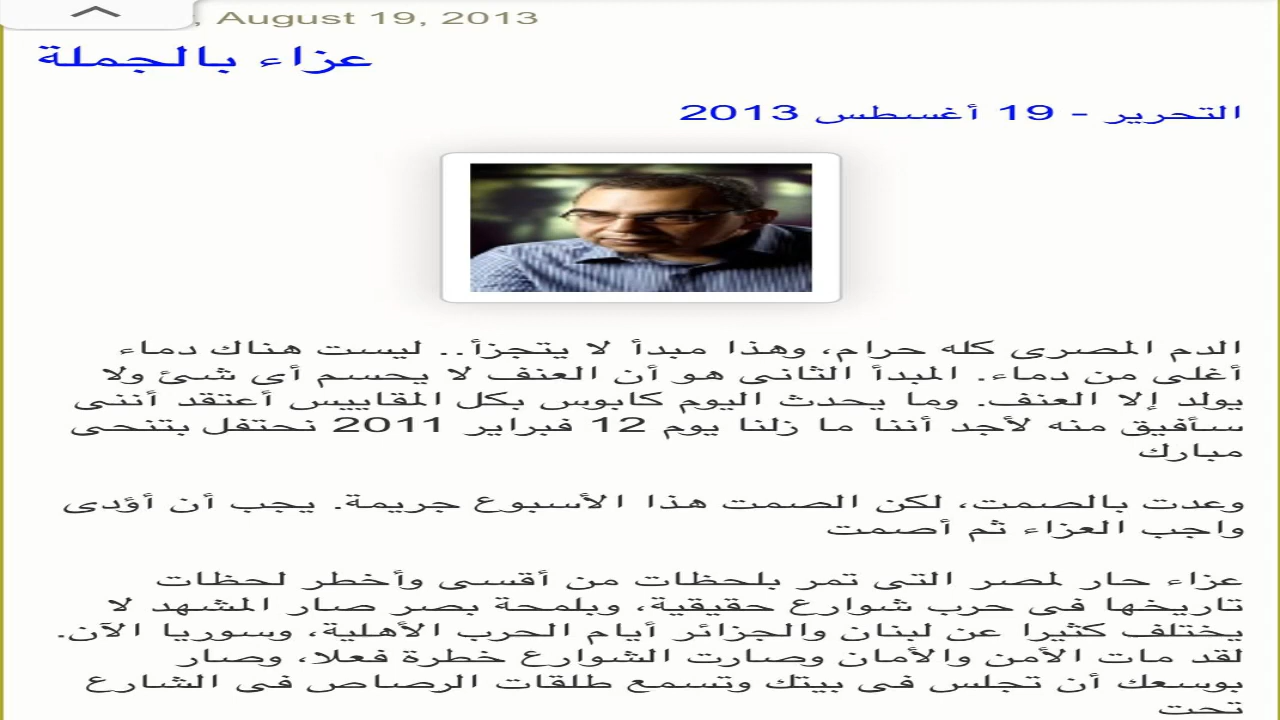 , August 19, 2013
عزاء بالجملة
التحرير - 19 أغسطس 2013
الدم المصرى كله حرام، وهذا مبدأ لا يتجزأ.. ليست هناك دماء
أغلى من دماء. المبدأ الثانى هو أن العنف لا يحسم أى شئ ولا
يولد إلا العنف. وما يحدث اليوم كابوس بكل المقاييس أعتقد أننى
سأفيق منه لأجد أننا ما زلنا يوم 12 فبراير 2011 نحتفل بتنحى
مبارك
وعدت بالصمت، لكن الصمت هذا الأسبوع جريمة. يجب أن أؤدى
واجب العزاء ثم أصمت
عزاء حار لمصر التى تمر بلحظات من أقسى وأخطر لحظات
تاريخها فى حرب شوارع حقيقية، وبلمحة بصر صار المشهد لا
يختلف كثيرا عن لبنان والجزائر أيام الحرب الأهلية، وسوريا الآن.
لقد مات الأمن والأمان وصارت الشوارع خطرة فعلا، وصار
بوسعك أن تجلس فى بيتك وتسمع طلقات الرصاص فى الشارع
تحت